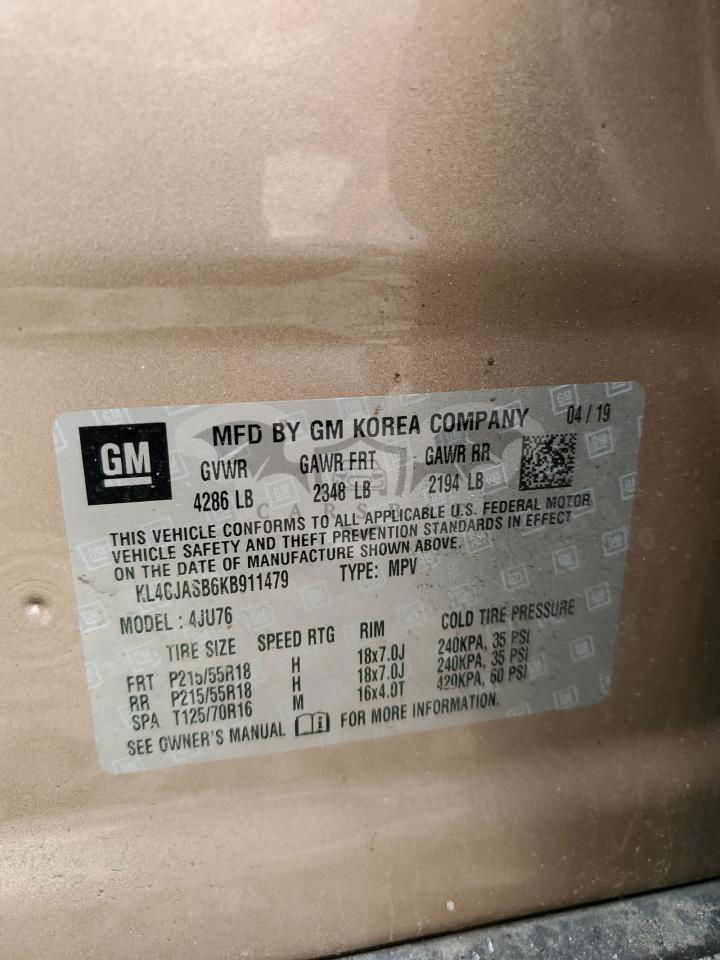 GM
MFD BY GM KOREA COMPANY 04 / 19
GVWR GAWR FRT GAWR RR
4286 LB 2348 LB 2194 LB
THIS VEHICLE CONFORMS TO ALL APPLICABLE U.S. FEDERAL MOTOR
VEHICLE SAFETY AND THEFT PREVENTION STANDARDS IN EFFECT
ON THE DATE OF MANUFACTURE SHOWN ABOVE.
KL4CJASB6KB911479 TYPE: MPV
MODEL : 4JU76
TIRE SIZE SPEED RTG RIM COLD TIRE PRESSURE
FRT P215/55R18 H 18x7.0J 240KPA, 35 PSI
RR P215/55R18 H 18x7.0J 240KPA, 35 PSI
SPA T125/70R16 M 16x4.0T 420KPA, 60 PSI
SEE OWNER'S MANUAL FOR MORE INFORMATION.